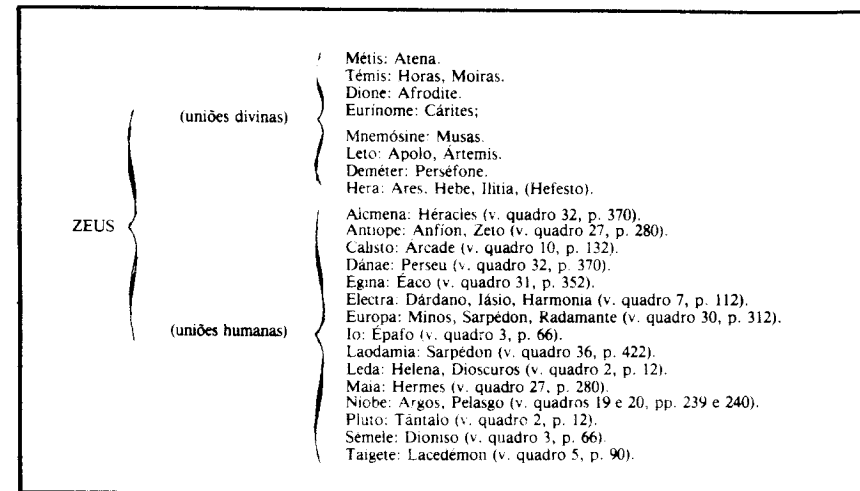 Métis: Atena.
Témis: Horas, Moiras.
Dione: Afrodite.
Eurínome: Cárites;
(uniões divinas)
Mnemósine: Musas.
Leto: Apolo, Ártemis.
Deméter: Perséfone.
Hera: Ares. Hebe, Ilítia, (Hefesto).
ZEUS
Alcmena: Héracles (v. quadro 32, p. 370).
Antíope: Anfíon, Zeto (v. quadro 27, p. 280).
Calisto: Árcade (v. quadro 10, p. 132).
Dánae: Perseu (v. quadro 32, p. 370).
Egina: Éaco (v. quadro 31, p. 352).
Electra: Dárdano, Iásio, Harmonia (v. quadro 7, p. 112).
Europa: Minos, Sarpédon, Radamante (v. quadro 30, p. 312).
(uniões humanas)
Io: Épafo (v. quadro 3, p. 66).
Laodamia: Sarpédon (v. quadro 36, p. 422).
Leda: Helena, Dioscuros (v. quadro 2, p. 12).
Maia: Hermes (v. quadro 27, p. 280).
Níobe: Argos, Pelasgo (v. quadros 19 e 20, pp. 239 e 240).
Pluto: Tântalo (v. quadro 2, p. 12).
Sémele: Dioniso (v. quadro 3, p. 66).
Taígete: Lacedémon (v. quadro 5, p. 90).